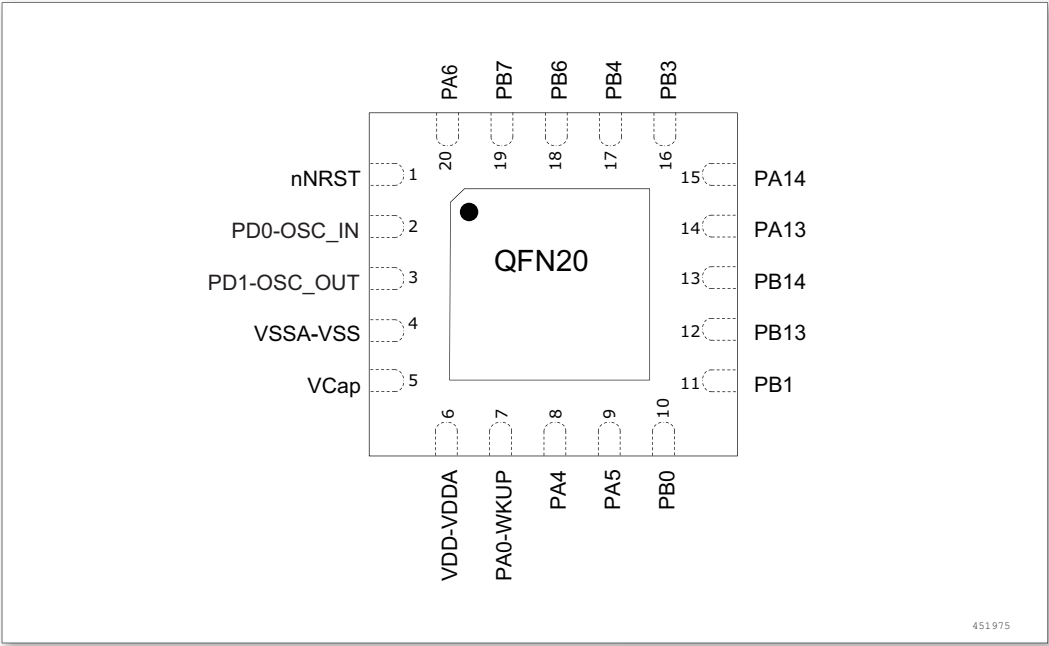 PA6 PB7 PB6 PB4 PB3
20 19 18 17 16
nNRST 1
15 PA14
PD0-OSC_IN 2
14 PA13
QFN20
PD1-OSC_OUT 3
13 PB14
VSSA-VSS 4
12 PB13
VCap 5
11 PB1
6 7 8 9 10
VDD-VDDA PA0-WKUP PA4 PA5 PB0
451975